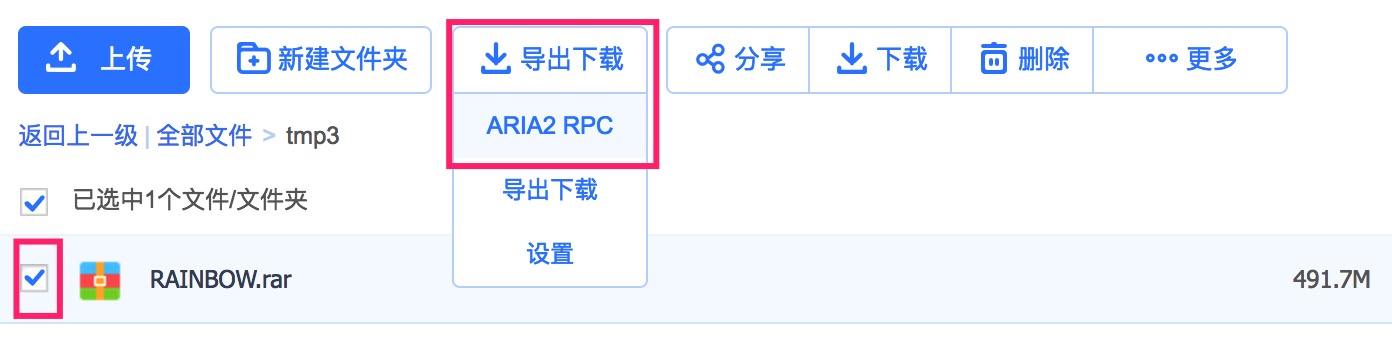 上传 新建文件夹 导出下载 分享 下载 删除 更多
ARIA2 RPC
返回上一级 | 全部文件 > tmp3
导出下载
已选中1个文件/文件夹
设置
RAINBOW.rar 491.7M